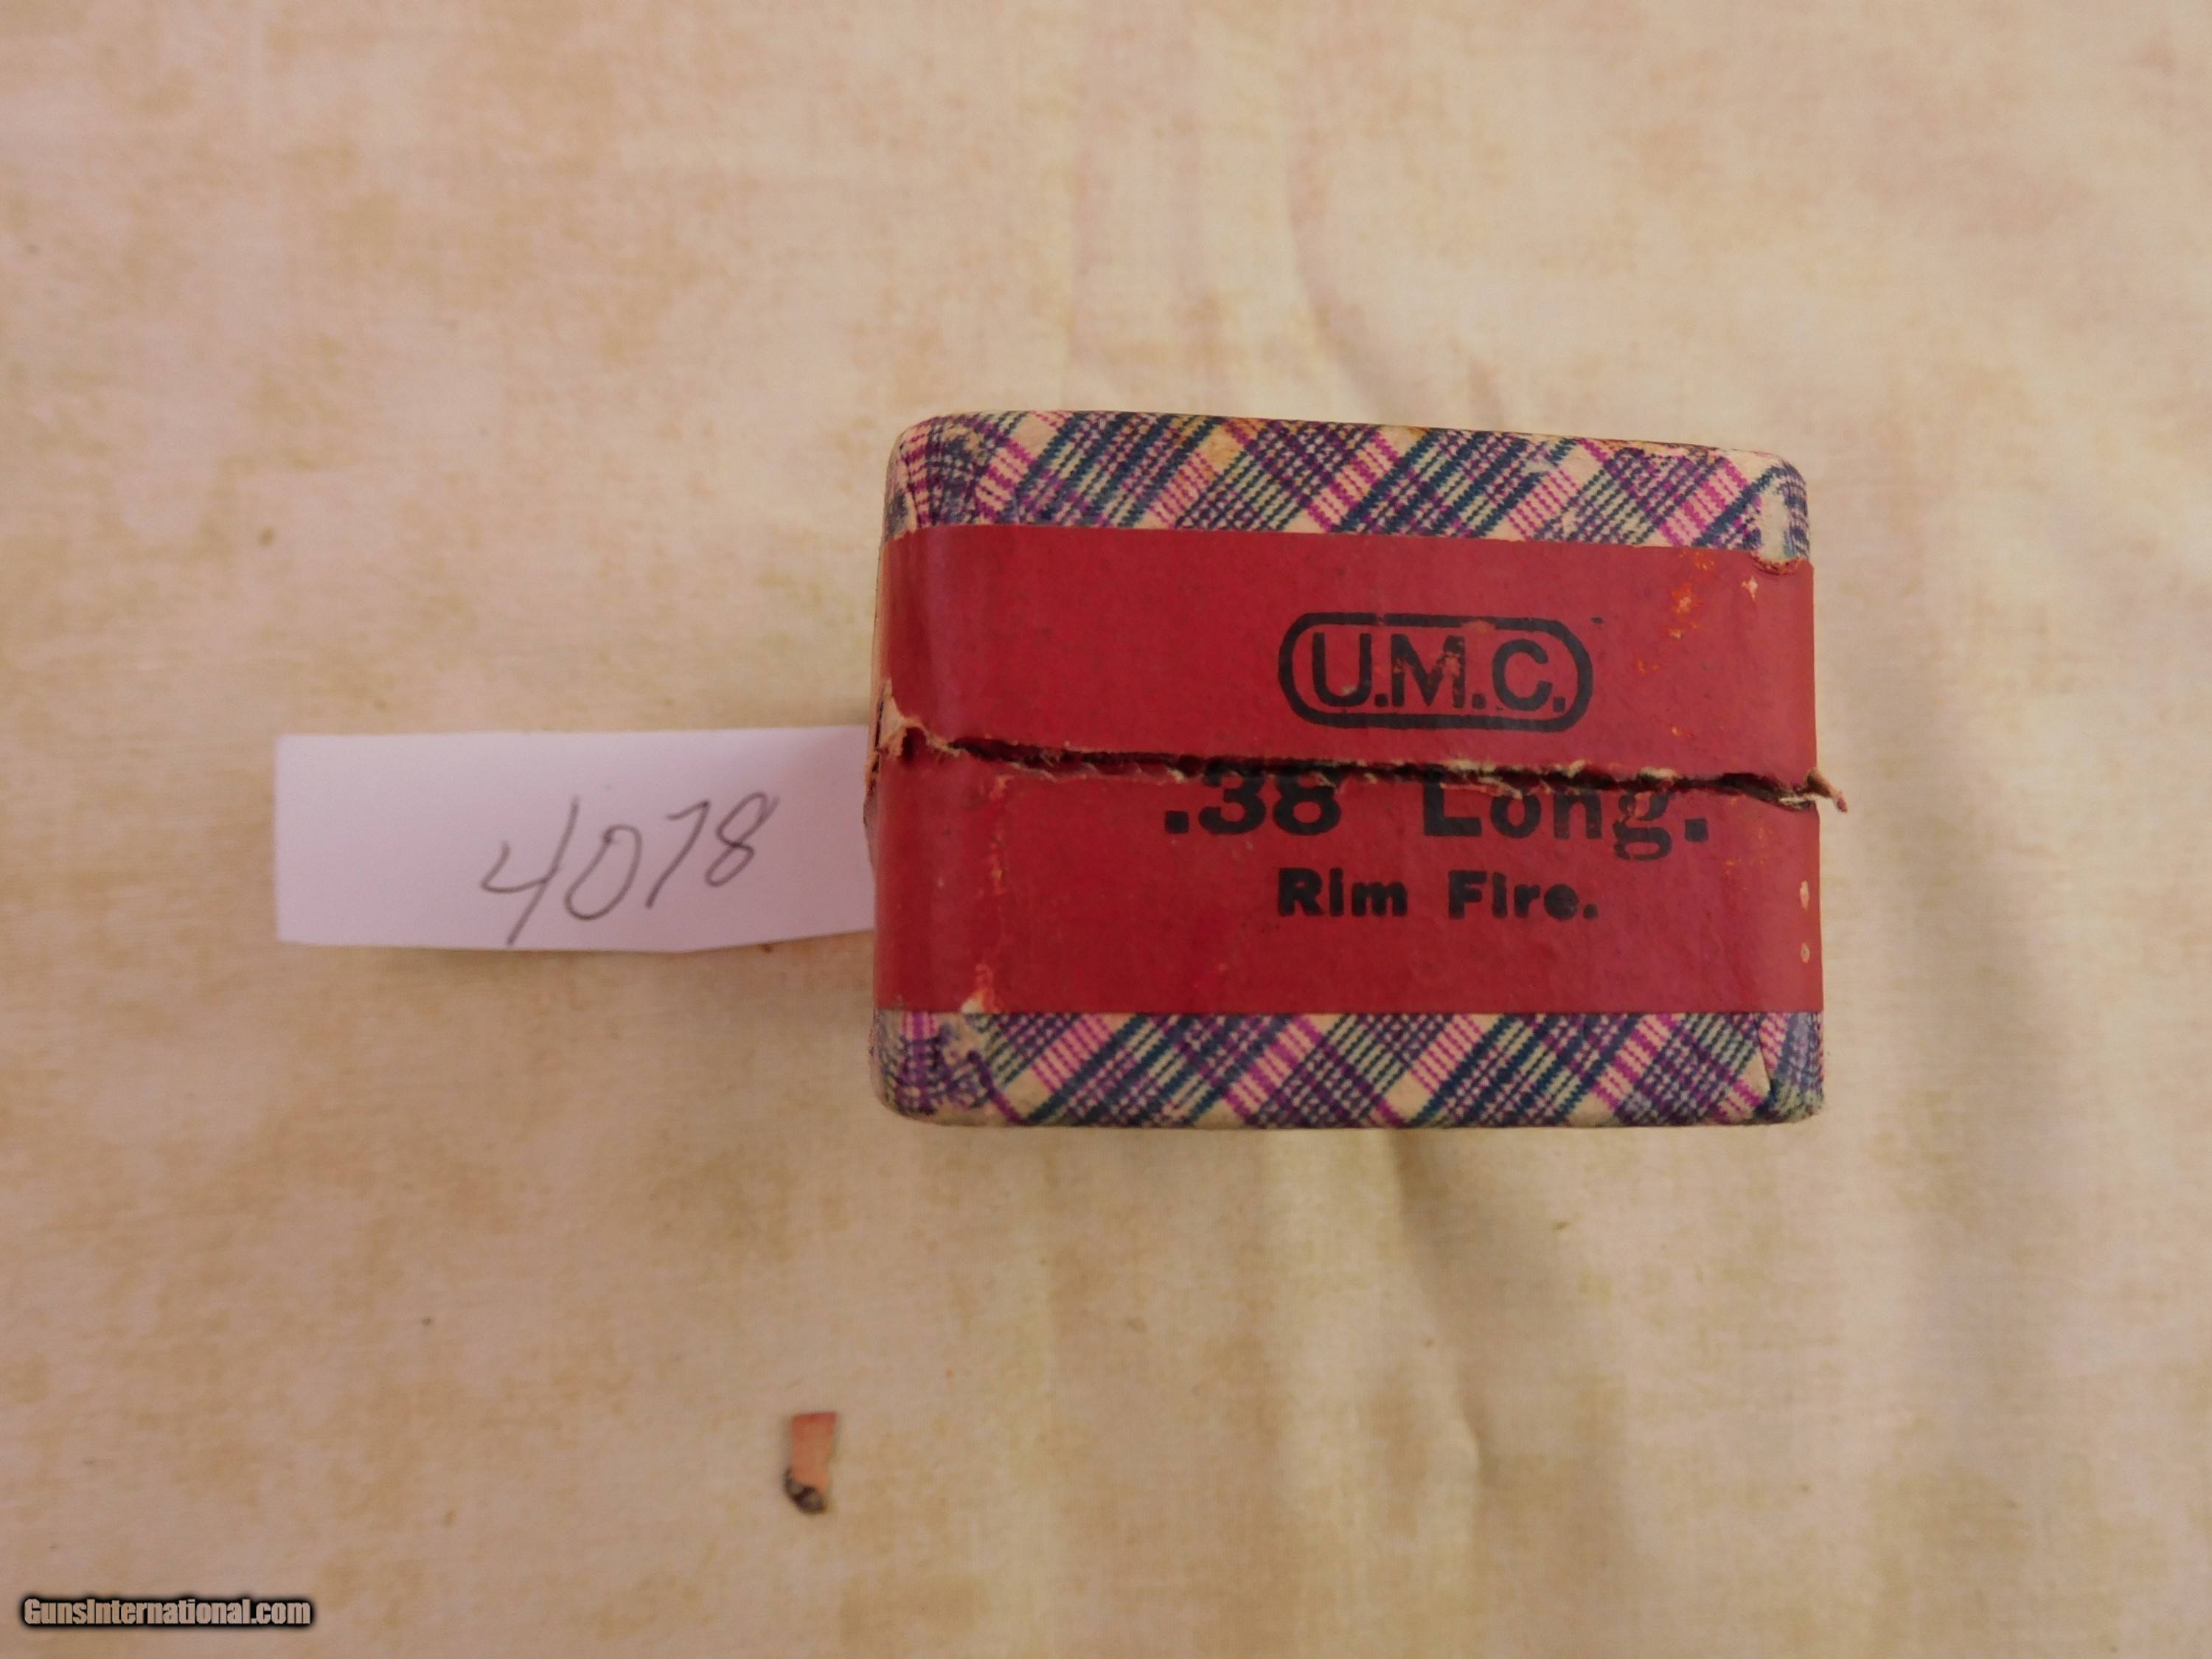 U.M.C.
.38 Long.
Rim Fire.
4078
GunsInternational.com